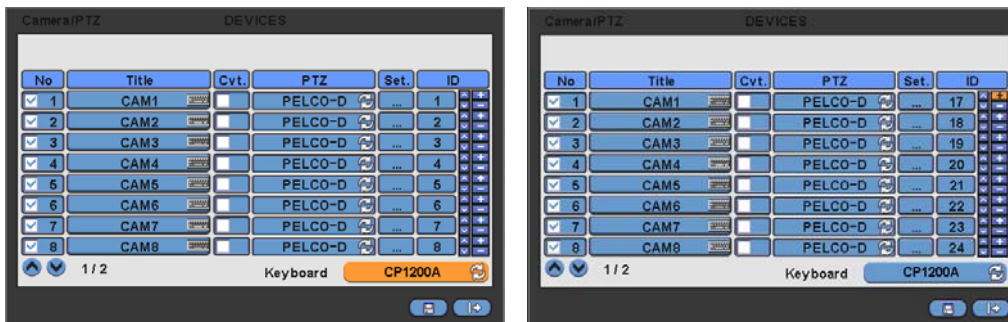 Camera/PTZ DEVICES
No Title Cvt. PTZ Set. ID
1 CAM1 PELCO-D ... 1
2 CAM2 PELCO-D ... 2
3 CAM3 PELCO-D ... 3
4 CAM4 PELCO-D ... 4
5 CAM5 PELCO-D ... 5
6 CAM6 PELCO-D ... 6
7 CAM7 PELCO-D ... 7
8 CAM8 PELCO-D ... 8
1 / 2 Keyboard CP1200A
Camera/PTZ DEVICES
No Title Cvt. PTZ Set. ID
1 CAM1 PELCO-D ... 17
2 CAM2 PELCO-D ... 18
3 CAM3 PELCO-D ... 19
4 CAM4 PELCO-D ... 20
5 CAM5 PELCO-D ... 21
6 CAM6 PELCO-D ... 22
7 CAM7 PELCO-D ... 23
8 CAM8 PELCO-D ... 24
1 / 2 Keyboard CP1200A